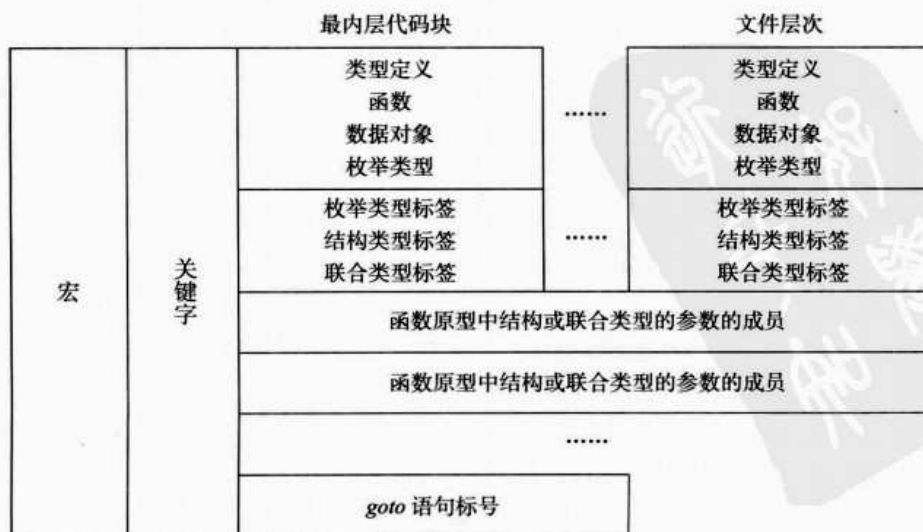 最内层代码块
文件层次
宏
关键字
类型定义
函数
数据对象
枚举类型
……
类型定义
函数
数据对象
枚举类型
枚举类型标签
结构类型标签
联合类型标签
……
枚举类型标签
结构类型标签
联合类型标签
函数原型中结构或联合类型的参数的成员
函数原型中结构或联合类型的参数的成员
……
goto 语句标号